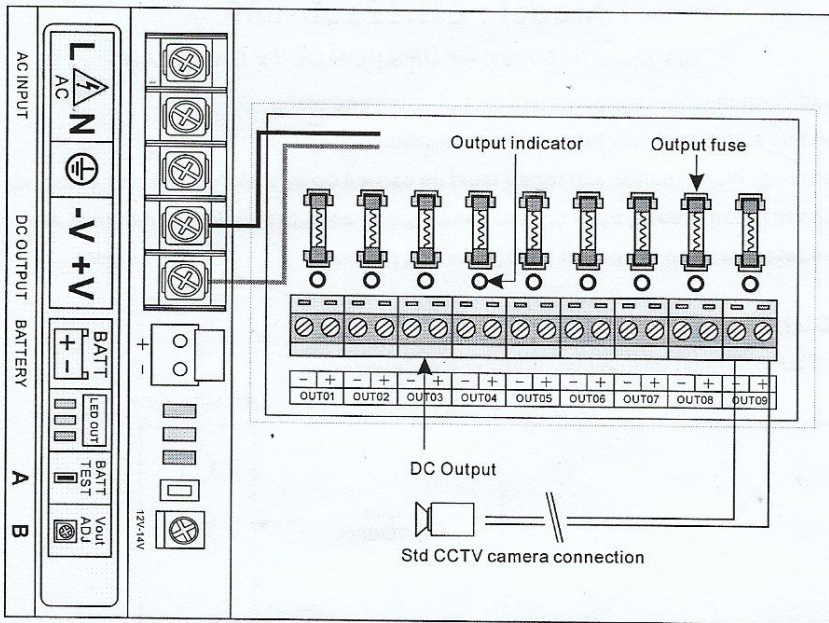 AC INPUT
DC OUTPUT
BATTERY
A
B
L N
AC
-V +V
BATT
+ -
LED OUT
BATT
TEST
Vout
ADJ
+ -
12V-14V
Output indicator
Output fuse
- + - + - + - + - + - + - + - + - +
OUT01 OUT02 OUT03 OUT04 OUT05 OUT06 OUT07 OUT08 OUT09
DC Output
Std CCTV camera connection